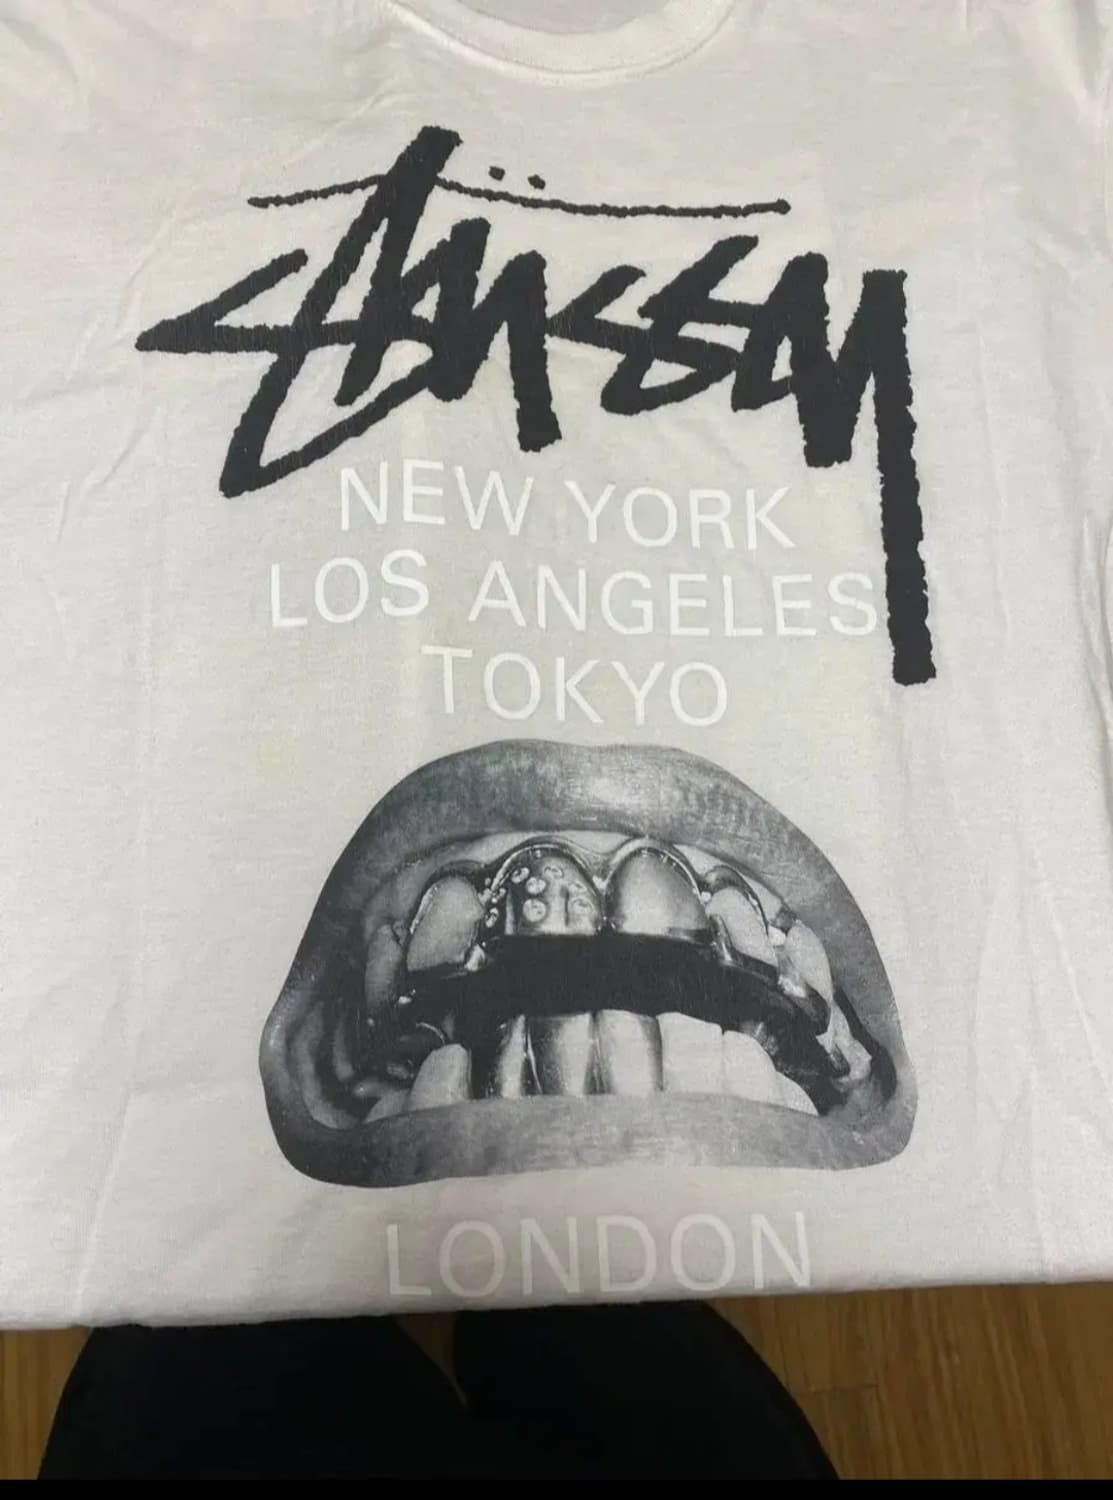 Stüssy
NEW YORK
LOS ANGELES
TOKYO
LONDON